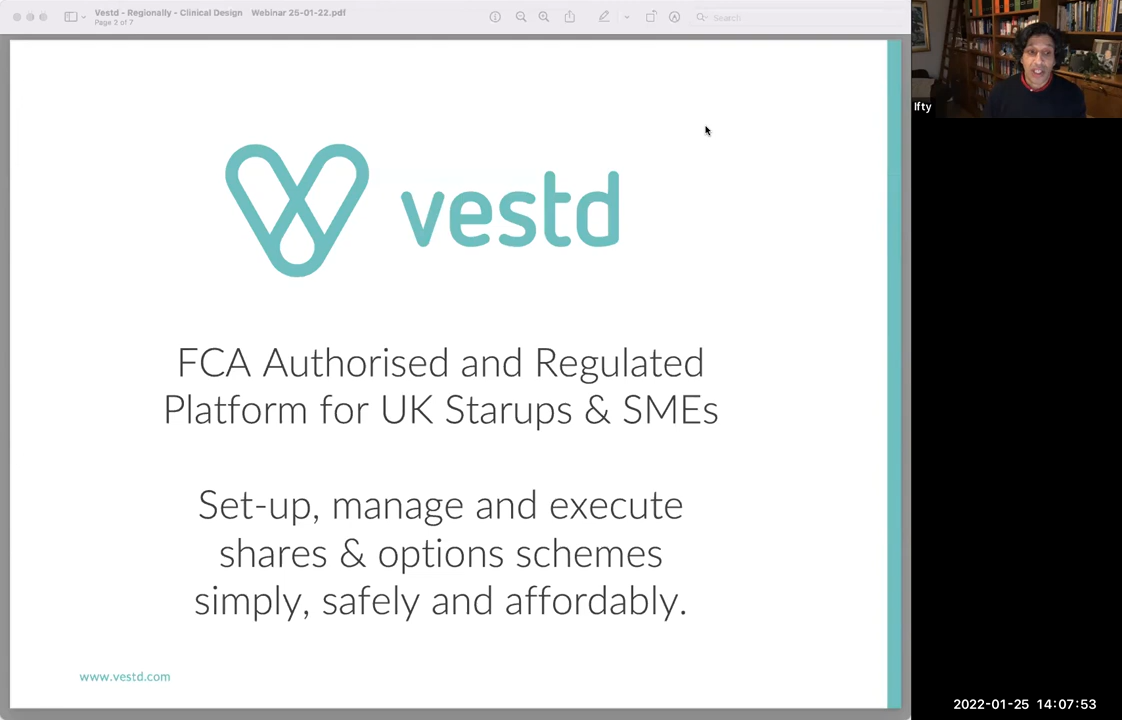 Vestd - Regionally - Clinical Design Webinar 25-01-22.pdf
Page 2 of 7
Search
Ifty
vestd
FCA Authorised and Regulated
Platform for UK Starups & SMEs
Set-up, manage and execute
shares & options schemes
simply, safely and affordably.
www.vestd.com
2022-01-25 14:07:53